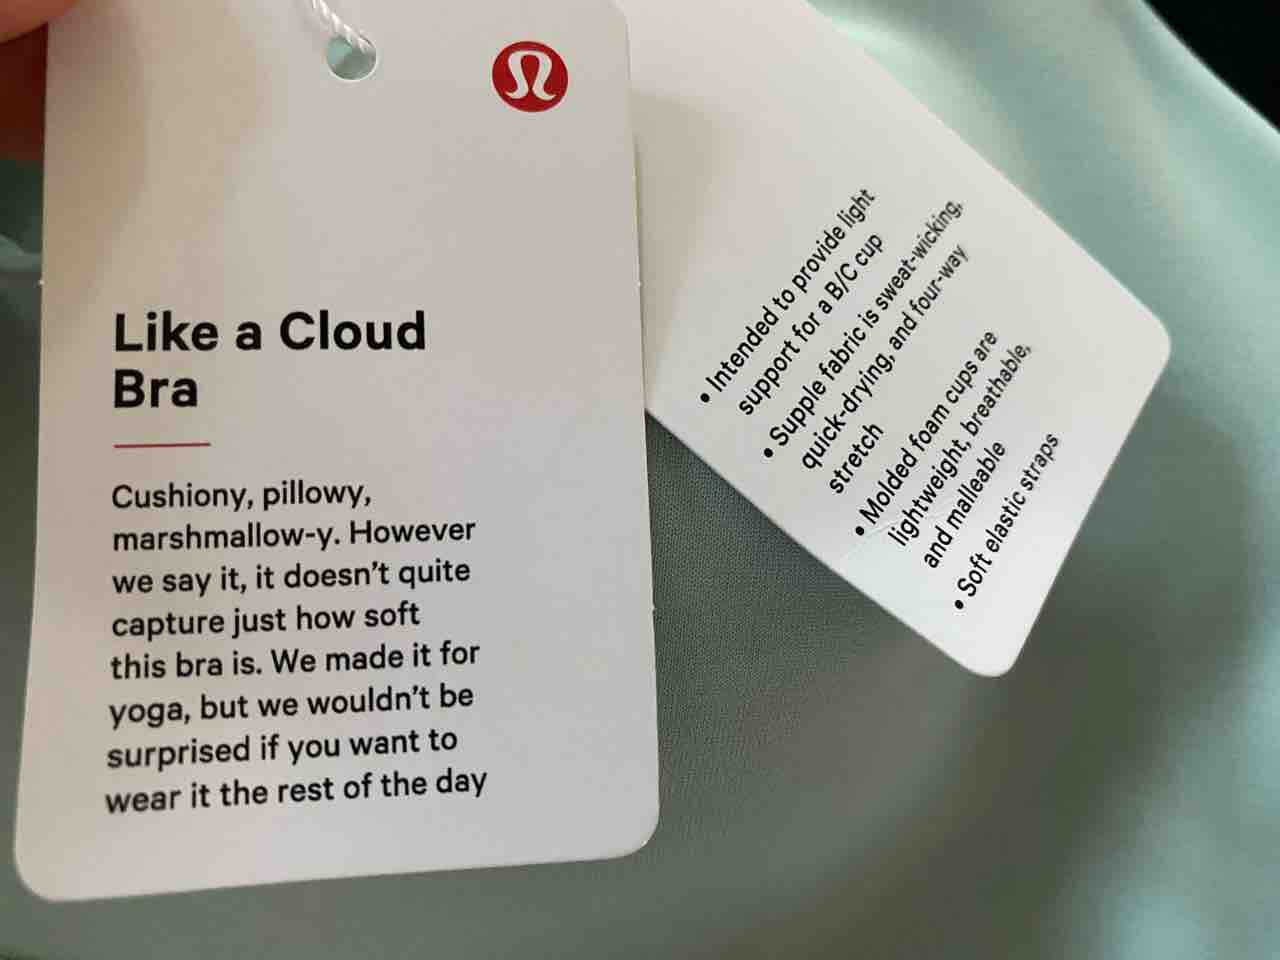 Like a Cloud
Bra
Cushiony, pillowy,
marshmallow-y. However
we say it, it doesn't quite
capture just how soft
this bra is. We made it for
yoga, but we wouldn't be
surprised if you want to
wear it the rest of the day
• Intended to provide light
support for a B/C cup
• Supple fabric is sweat-wicking,
quick-drying, and four-way
stretch
• Molded foam cups are
lightweight, breathable,
and malleable
• Soft elastic straps